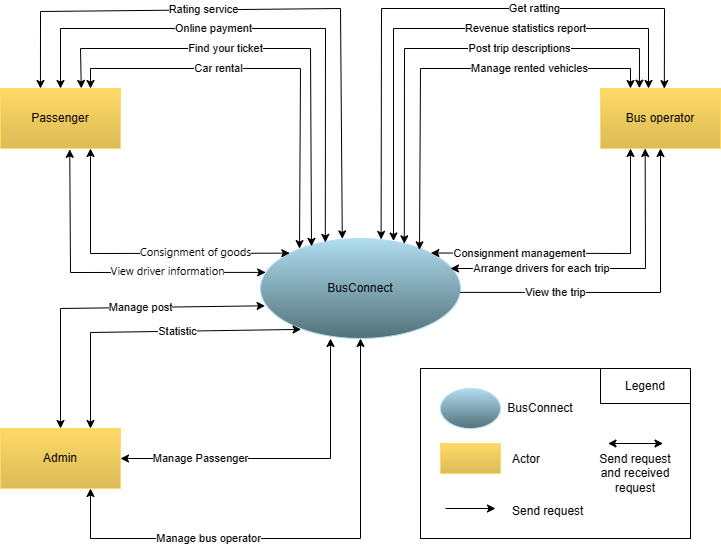 Rating service
Get ratting
Online payment
Revenue statistics report
Find your ticket
Post trip descriptions
Car rental
Manage rented vehicles
Passenger
Bus operator
Consignment of goods
Consignment management
View driver information
Arrange drivers for each trip
BusConnect
View the trip
Manage post
Statistic
Legend
BusConnect
Admin
Manage Passenger
Actor
Send request
and received
request
Send request
Manage bus operator